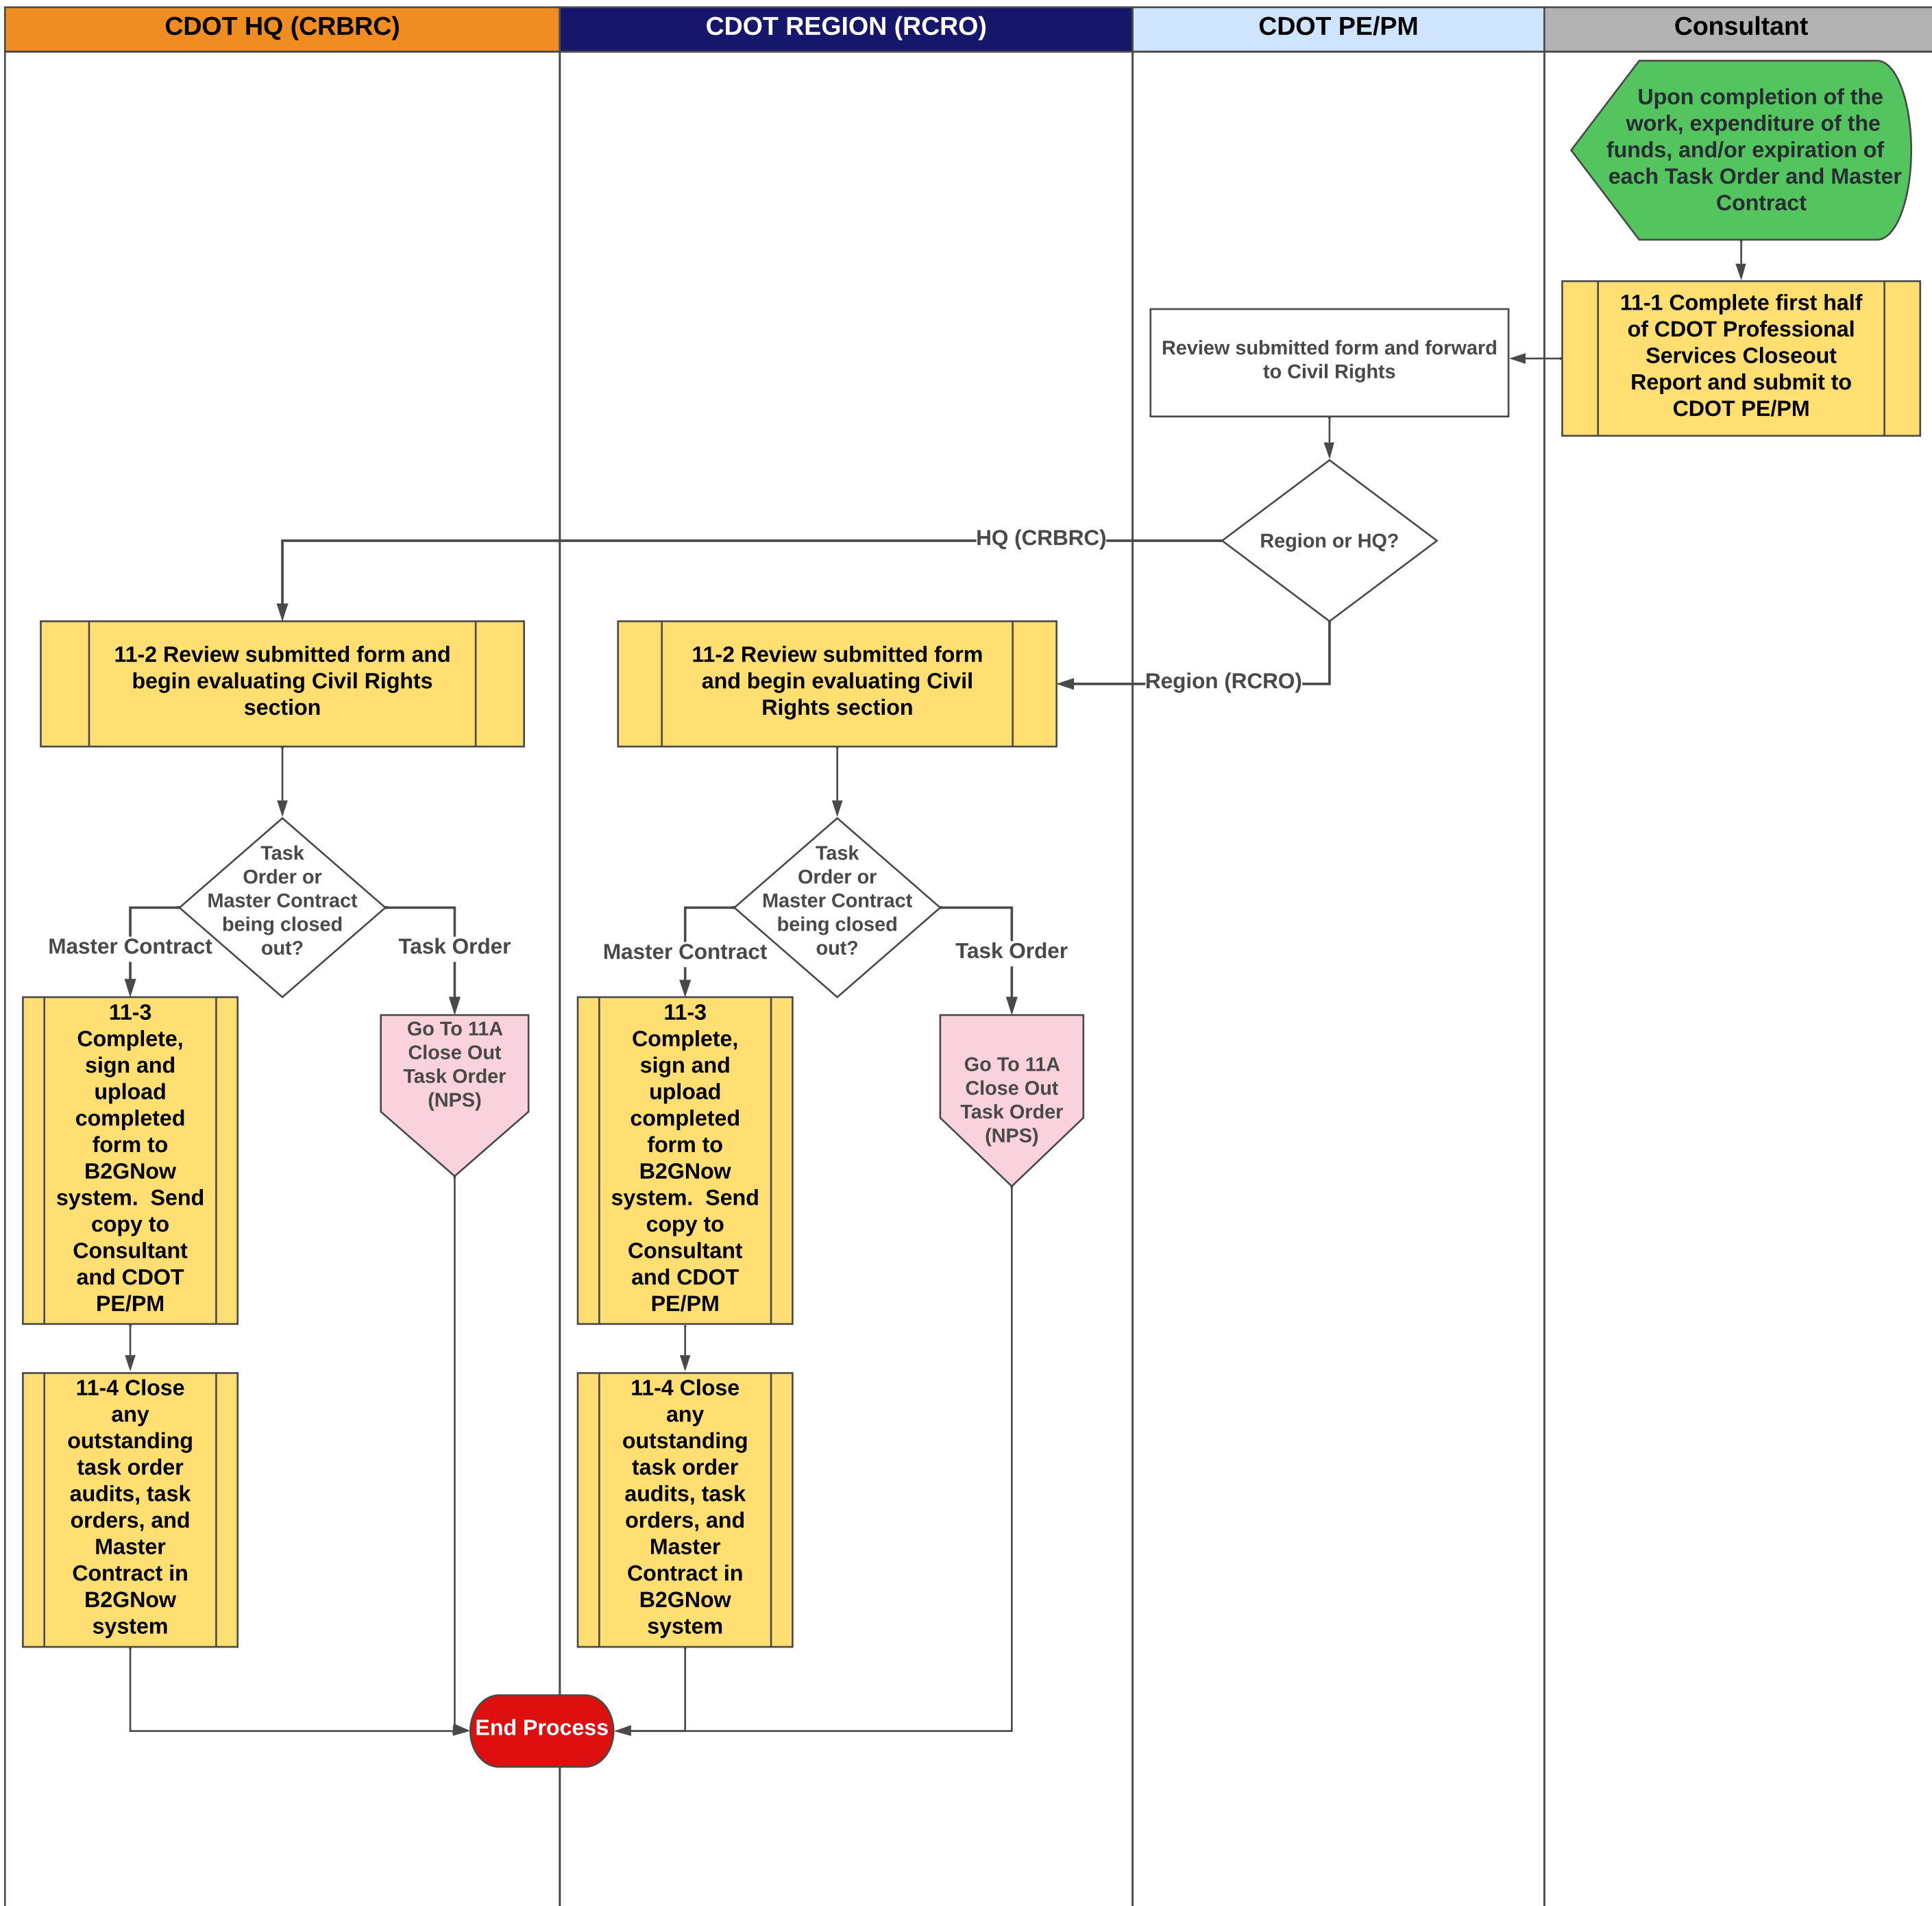 CDOT HQ (CRBRC)
CDOT REGION (RCRO)
CDOT PE/PM
Consultant
Upon completion of the
work, expenditure of the
funds, and/or expiration of
each Task Order and Master
Contract
11-1 Complete first half
of CDOT Professional
Services Closeout
Report and submit to
CDOT PE/PM
Review submitted form and forward
to Civil Rights
Region or HQ?
HQ (CRBRC)
Region (RCRO)
11-2 Review submitted form and
begin evaluating Civil Rights
section
11-2 Review submitted form
and begin evaluating Civil
Rights section
Task
Order or
Master Contract
being closed
out?
Master Contract
Task Order
Task
Order or
Master Contract
being closed
out?
Master Contract
Task Order
11-3
Complete,
sign and
upload
completed
form to
B2GNow
system.  Send
copy to
Consultant
and CDOT
PE/PM
Go To 11A
Close Out
Task Order
(NPS)
11-3
Complete,
sign and
upload
completed
form to
B2GNow
system.  Send
copy to
Consultant
and CDOT
PE/PM
Go To 11A
Close Out
Task Order
(NPS)
11-4 Close
any
outstanding
task order
audits, task
orders, and
Master
Contract in
B2GNow
system
11-4 Close
any
outstanding
task order
audits, task
orders, and
Master
Contract in
B2GNow
system
End Process